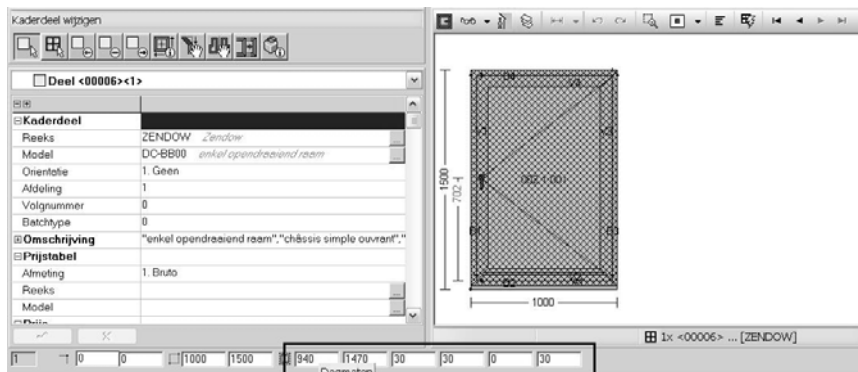 Kaderdeel wijzigen
Deel <00006><1>
Kaderdeel
Reeks ZENDOW Zendow ...
Model DC-BB00 enkel opendraaiend raam ...
Orientatie 1. Geen
Afdeling 1
Volgnummer 0
Batchtype 0
Omschrijving "enkel opendraaiend raam","châssis simple ouvrant","
Prijstabel
Afmeting 1. Bruto
Reeks ...
Model ...
Prijs
1 0 0 1000 1500 940 1470 30 30 0 30
Dagmaten
1500
702
1000
1x <00006> ... [ZENDOW]